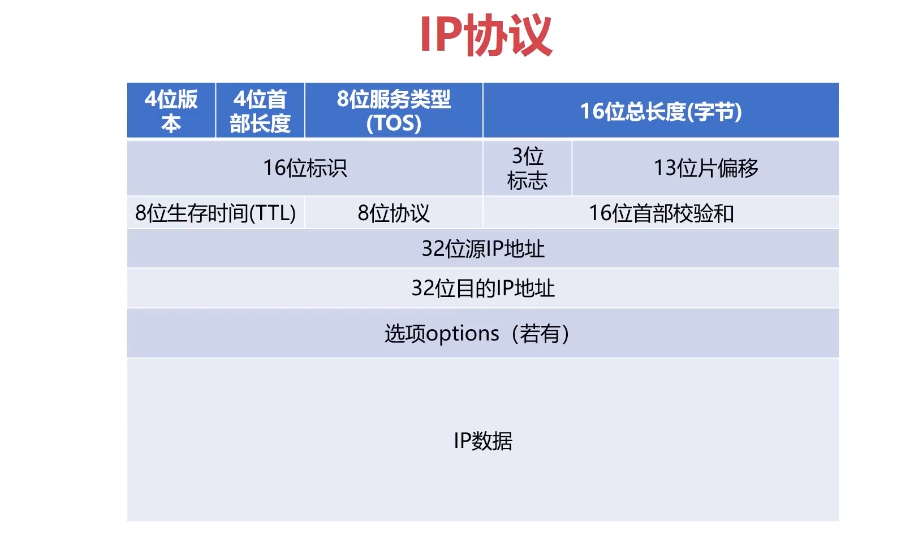 IP协议
4位版
本
4位首
部长度
8位服务类型
(TOS)
16位总长度(字节)
16位标识
3位
标志
13位片偏移
8位生存时间(TTL)
8位协议
16位首部校验和
32位源IP地址
32位目的IP地址
选项options（若有）
IP数据